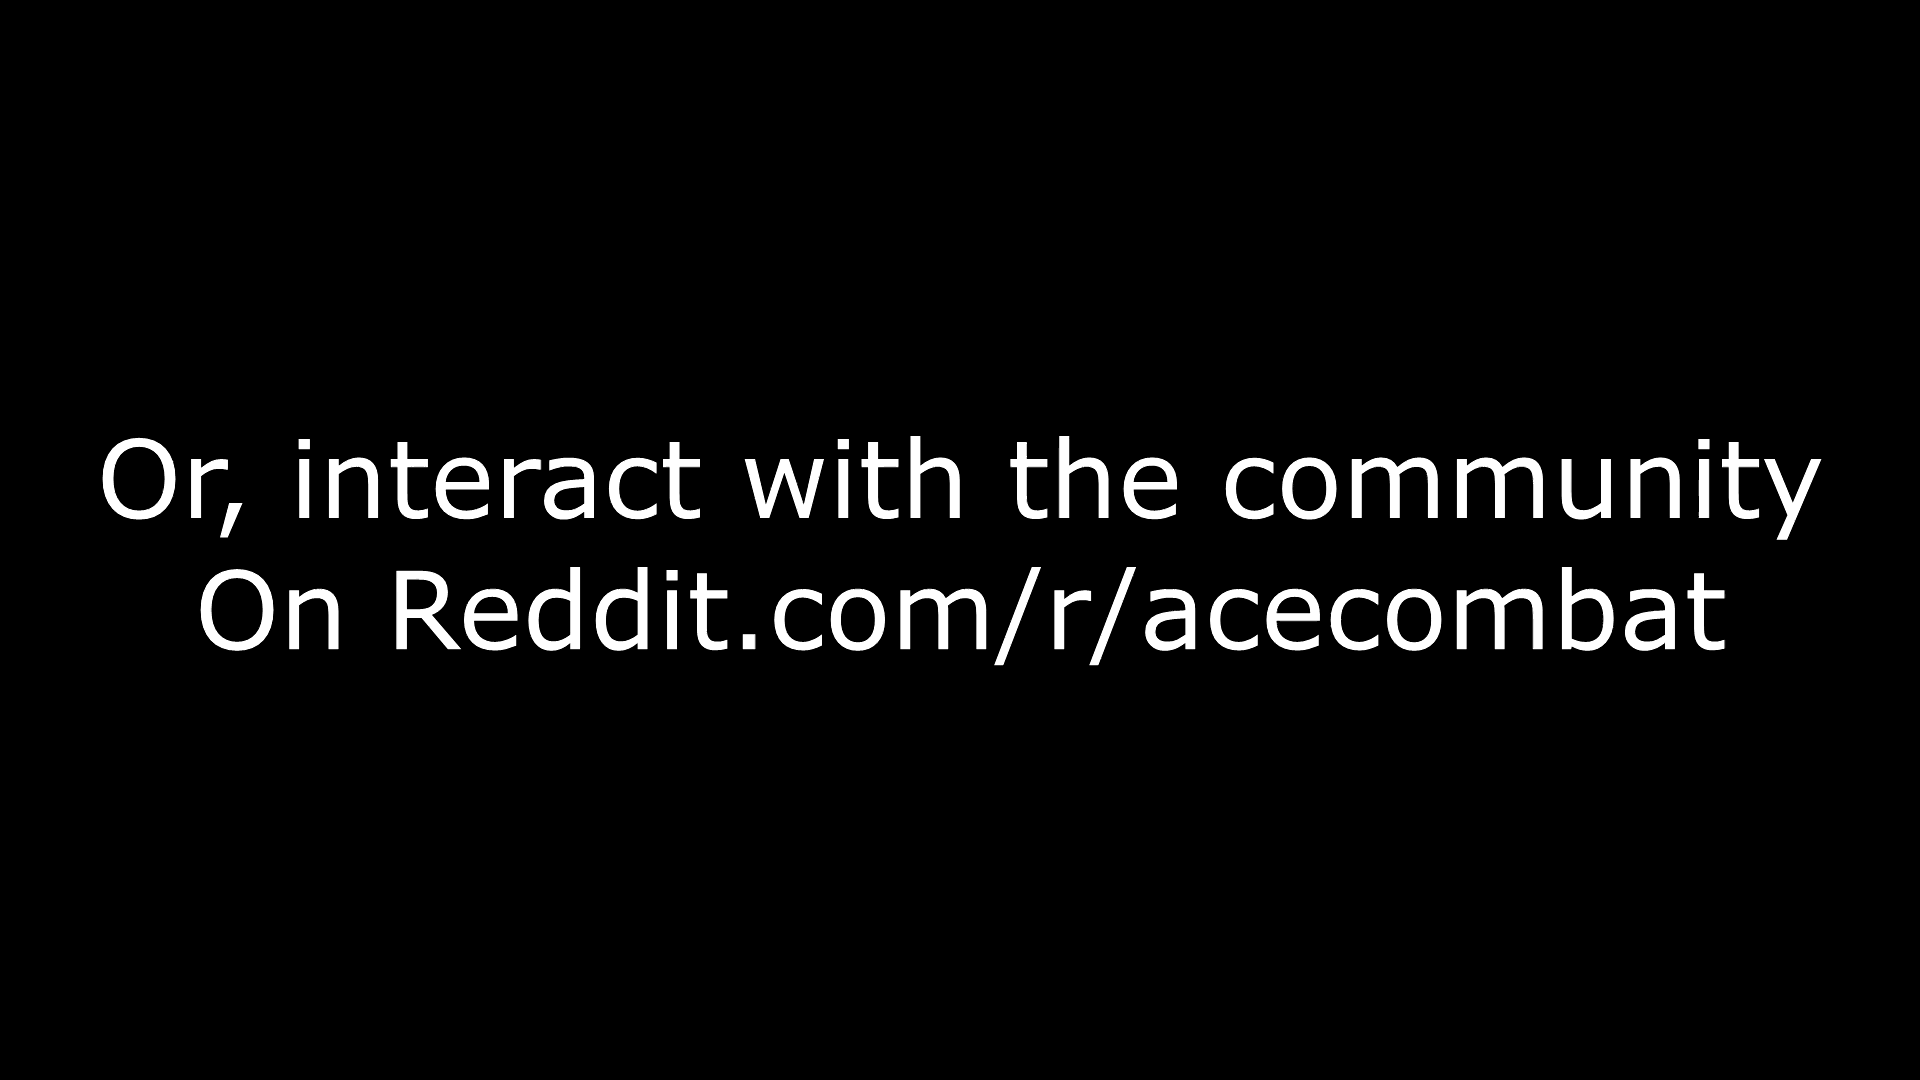 Or, interact with the community
On Reddit.com/r/acecombat